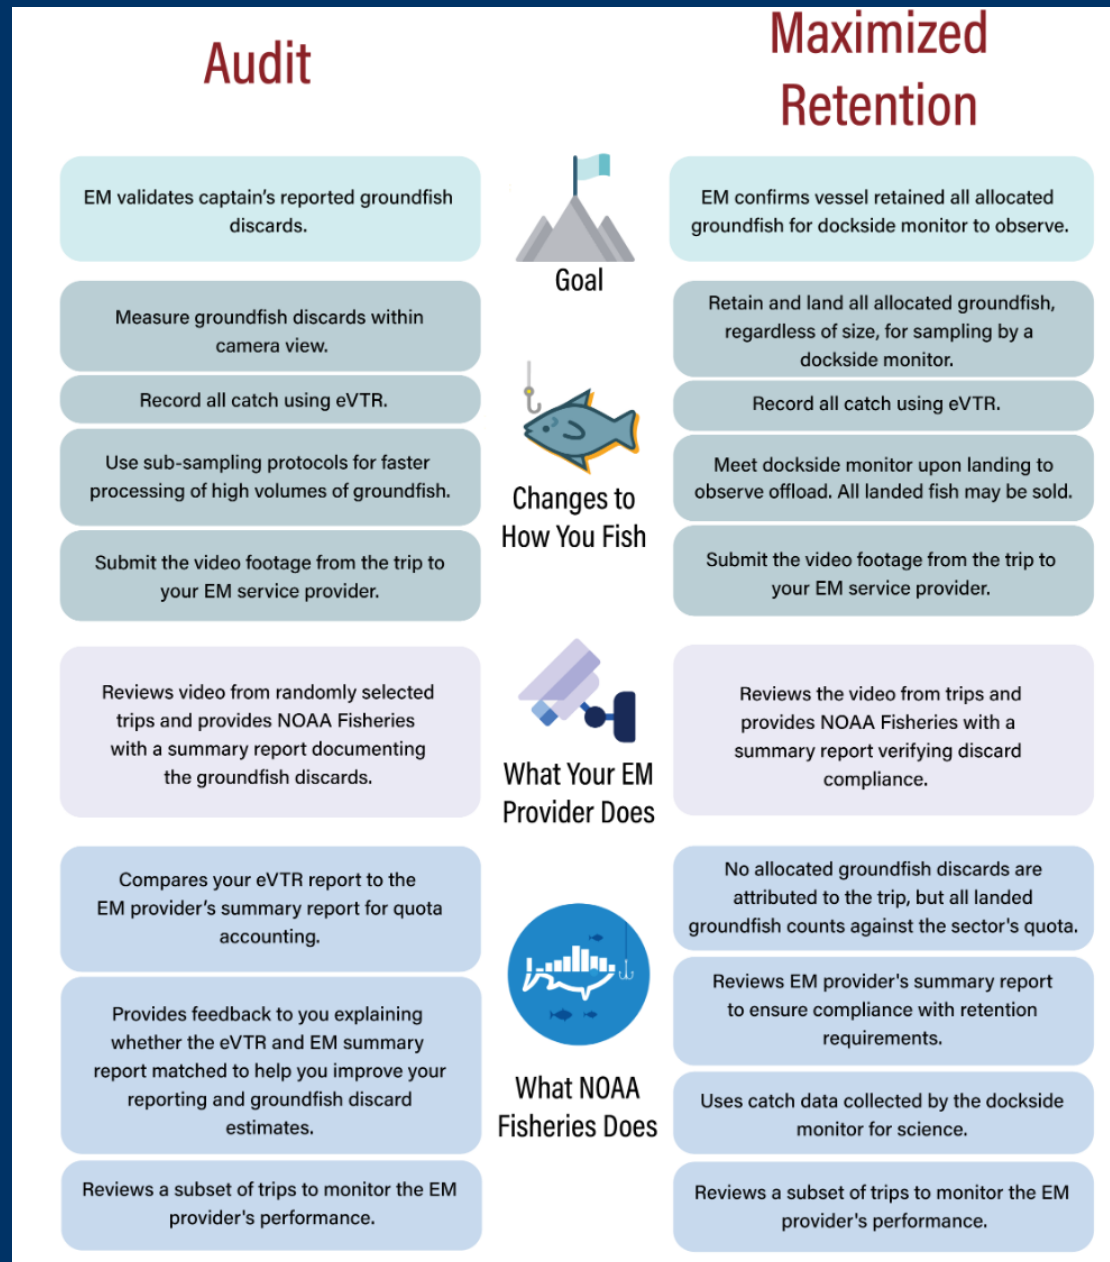 Audit
Maximized
Retention
EM validates captain's reported groundfish
discards.
Goal
EM confirms vessel retained all allocated
groundfish for dockside monitor to observe.
Measure groundfish discards within
camera view.
Record all catch using eVTR.
Use sub-sampling protocols for faster
processing of high volumes of groundfish.
Submit the video footage from the trip to
your EM service provider.
Changes to
How You Fish
Retain and land all allocated groundfish,
regardless of size, for sampling by a
dockside monitor.
Record all catch using eVTR.
Meet dockside monitor upon landing to
observe offload. All landed fish may be sold.
Submit the video footage from the trip to
your EM service provider.
Reviews video from randomly selected
trips and provides NOAA Fisheries
with a summary report documenting
the groundfish discards.
What Your EM
Provider Does
Reviews the video from trips and
provides NOAA Fisheries with a
summary report verifying discard
compliance.
Compares your eVTR report to the
EM provider's summary report for quota
accounting.
Provides feedback to you explaining
whether the eVTR and EM summary
report matched to help you improve your
reporting and groundfish discard
estimates.
Reviews a subset of trips to monitor the EM
provider's performance.
What NOAA
Fisheries Does
No allocated groundfish discards are
attributed to the trip, but all landed
groundfish counts against the sector's quota.
Reviews EM provider's summary report
to ensure compliance with retention
requirements.
Uses catch data collected by the dockside
monitor for science.
Reviews a subset of trips to monitor the EM
provider's performance.